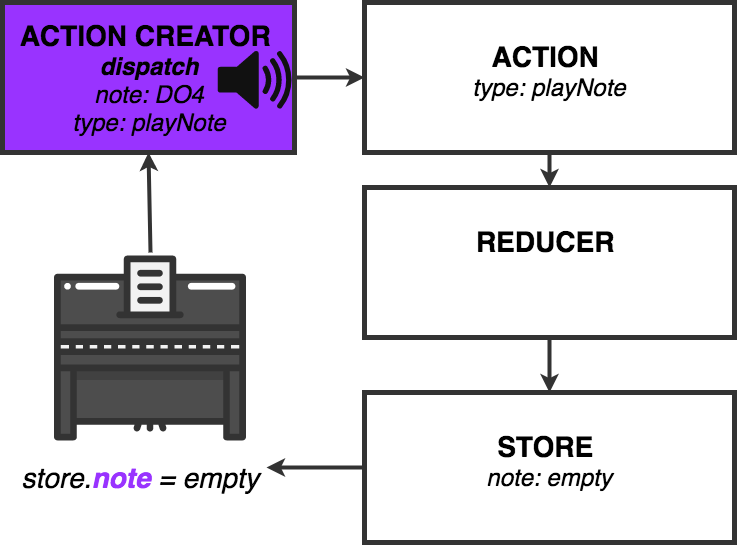 ACTION CREATOR
dispatch
note: DO4
type: playNote
ACTION
type: playNote
REDUCER
STORE
note: empty
store.note = empty